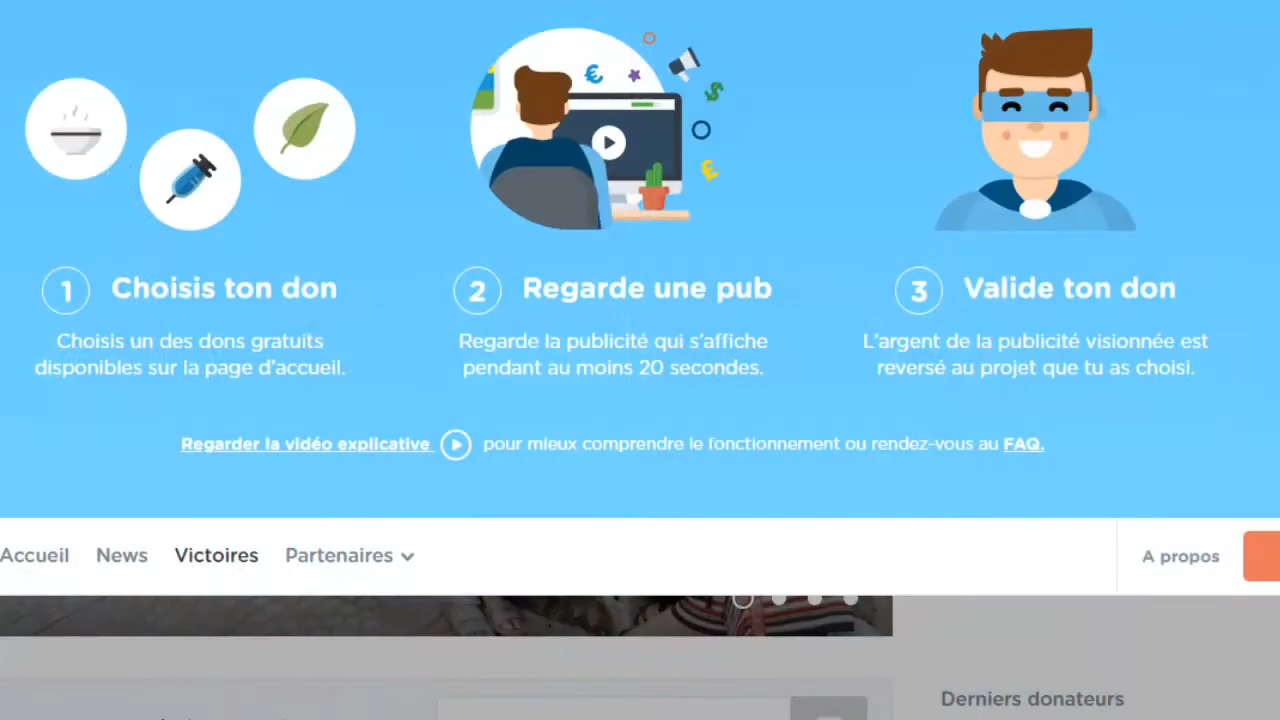 1 Choisis ton don
Choisis un des dons gratuits
disponibles sur la page d'accueil.
2 Regarde une pub
Regarde la publicité qui s'affiche
pendant au moins 20 secondes.
3 Valide ton don
L'argent de la publicité visionnée est
reversé au projet que tu as choisi.
Regarder la vidéo explicative pour mieux comprendre le fonctionnement ou rendez-vous au FAQ.
Accueil News Victoires Partenaires A propos
Derniers donateurs